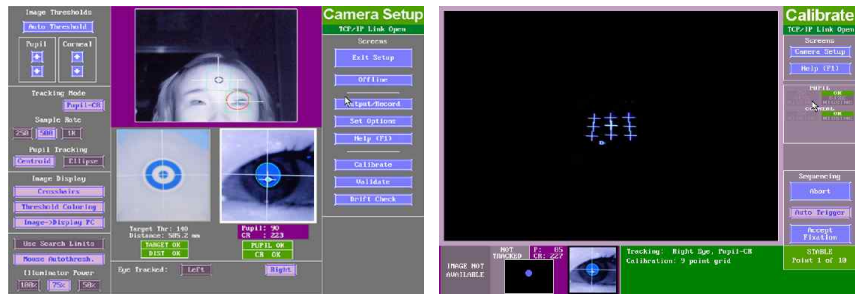 Image Thresholds
Auto Threshold
Pupil
Corneal
Tracking Mode
Pupil-CR
Sample Rate
250
500
1K
Pupil Tracking
Centroid
Ellipse
Image Display
Crosshairs
Threshold Coloring
Image->Display PC
Use Search Limits
Mouse Autothresh.
Illuminator Power
100%
75%
50%
Target Thr: 140
Distance: 585.2 mm
TARGET OK
DIST OK
Pupil: 90
CR : 223
PUPIL OK
CR OK
Eye Tracked:
Left
Right
Camera Setup
TCP/IP Link Open
Screens
Exit Setup
Offline
Output/Record
Set Options
Help (F1)
Calibrate
Validate
Drift Check
Calibrate
TCP/IP Link Open
Screens
Camera Setup
Help (F1)
PUPIL
OK
CORNEAL
OK
Sequencing
Abort
Auto Trigger
Accept
Fixation
STABLE
Point 1 of 10
IMAGE NOT
AVAILABLE
NOT
TRACKED
P: 85
CR: 227
Tracking: Right Eye, Pupil-CR
Calibration: 9 point grid